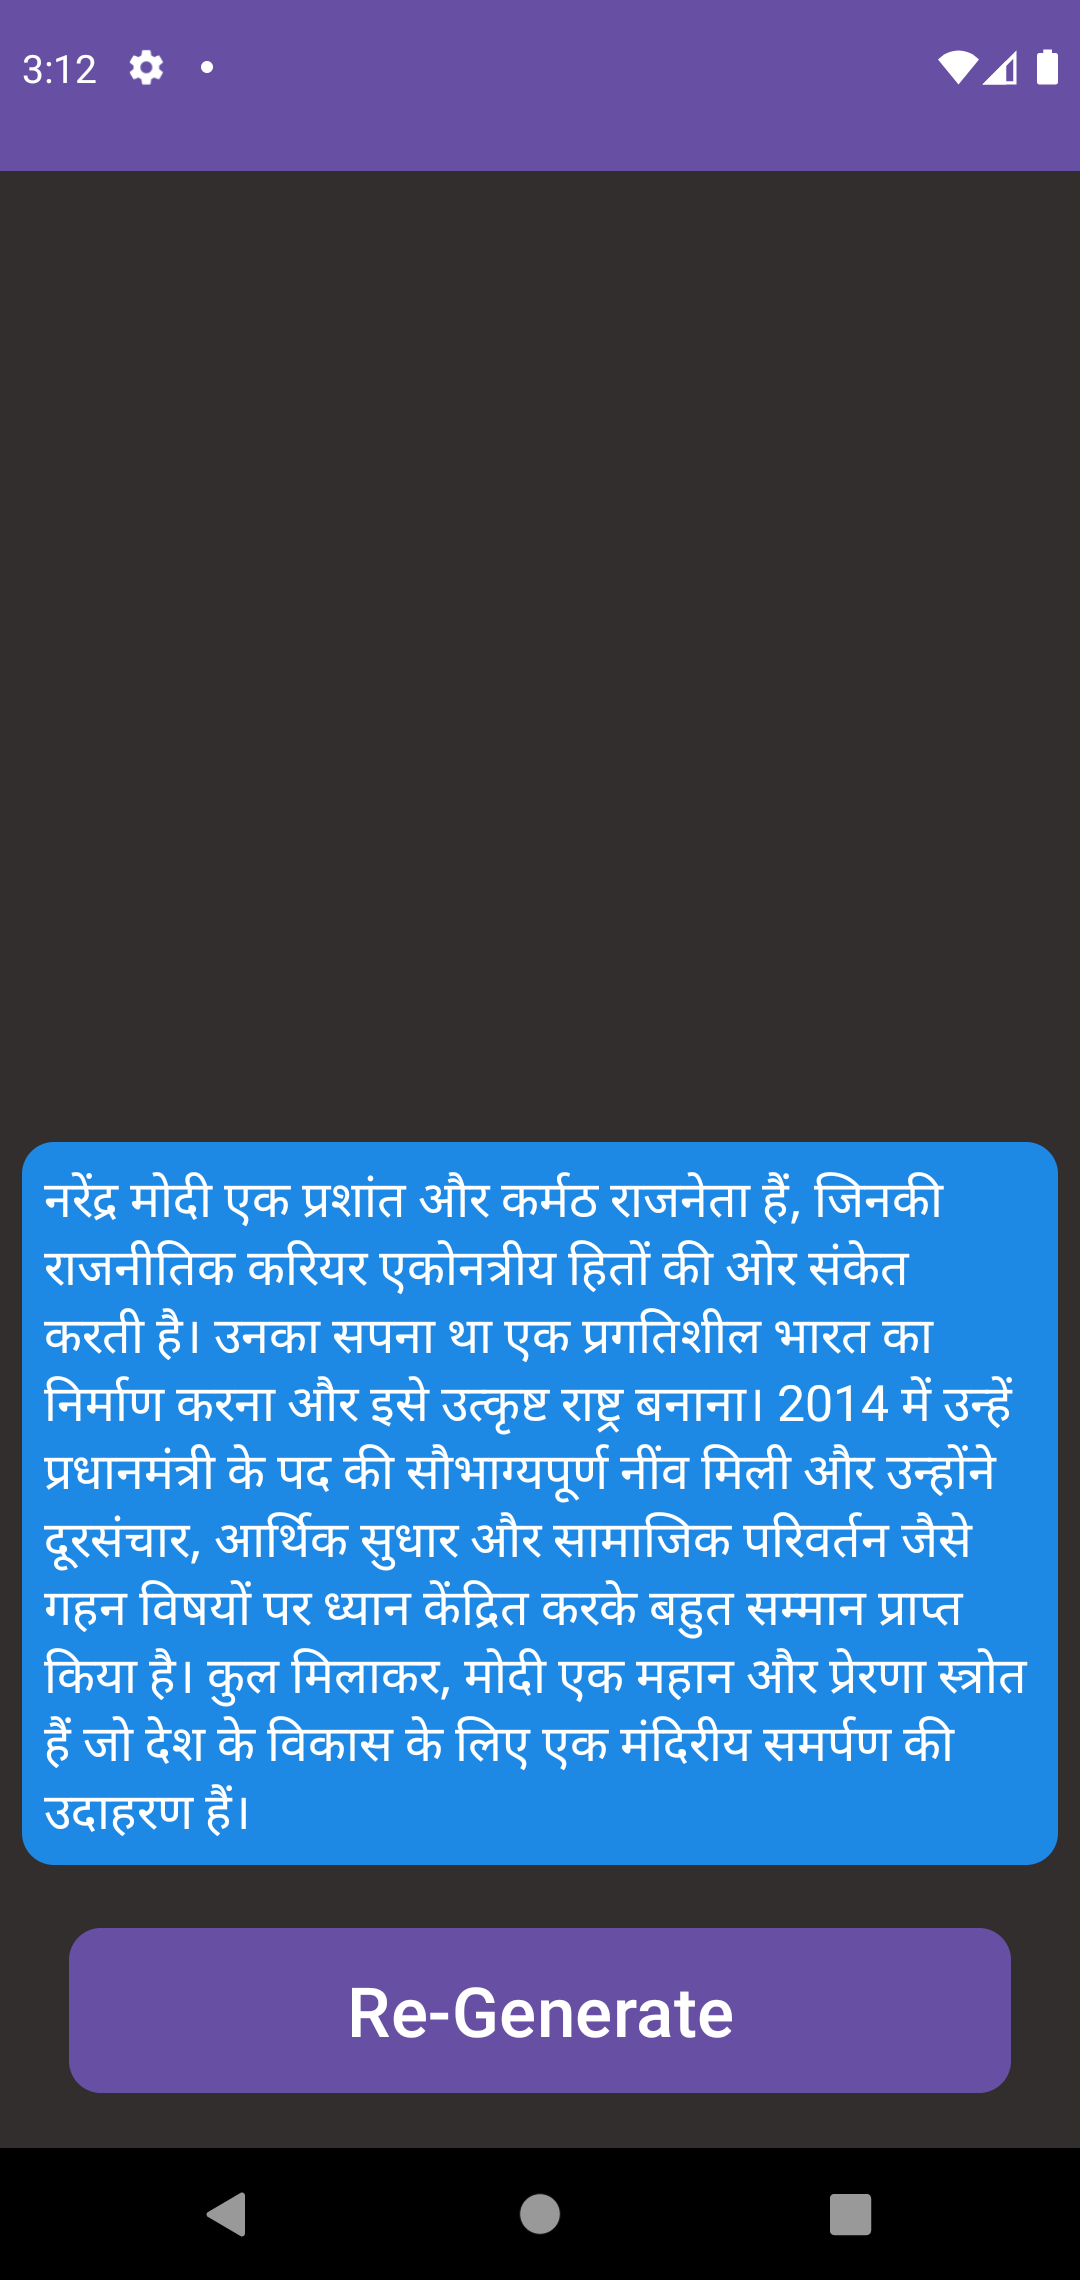 3:12
नरेंद्र मोदी एक प्रशांत और कर्मठ राजनेता हैं, जिनकी
राजनीतिक करियर एकोनत्रीय हितों की ओर संकेत
करती है। उनका सपना था एक प्रगतिशील भारत का
निर्माण करना और इसे उत्कृष्ट राष्ट्र बनाना। 2014 में उन्हें
प्रधानमंत्री के पद की सौभाग्यपूर्ण नींव मिली और उन्होंने
दूरसंचार, आर्थिक सुधार और सामाजिक परिवर्तन जैसे
गहन विषयों पर ध्यान केंद्रित करके बहुत सम्मान प्राप्त
किया है। कुल मिलाकर, मोदी एक महान और प्रेरणा स्त्रोत
हैं जो देश के विकास के लिए एक मंदिरीय समर्पण की
उदाहरण हैं।
Re-Generate